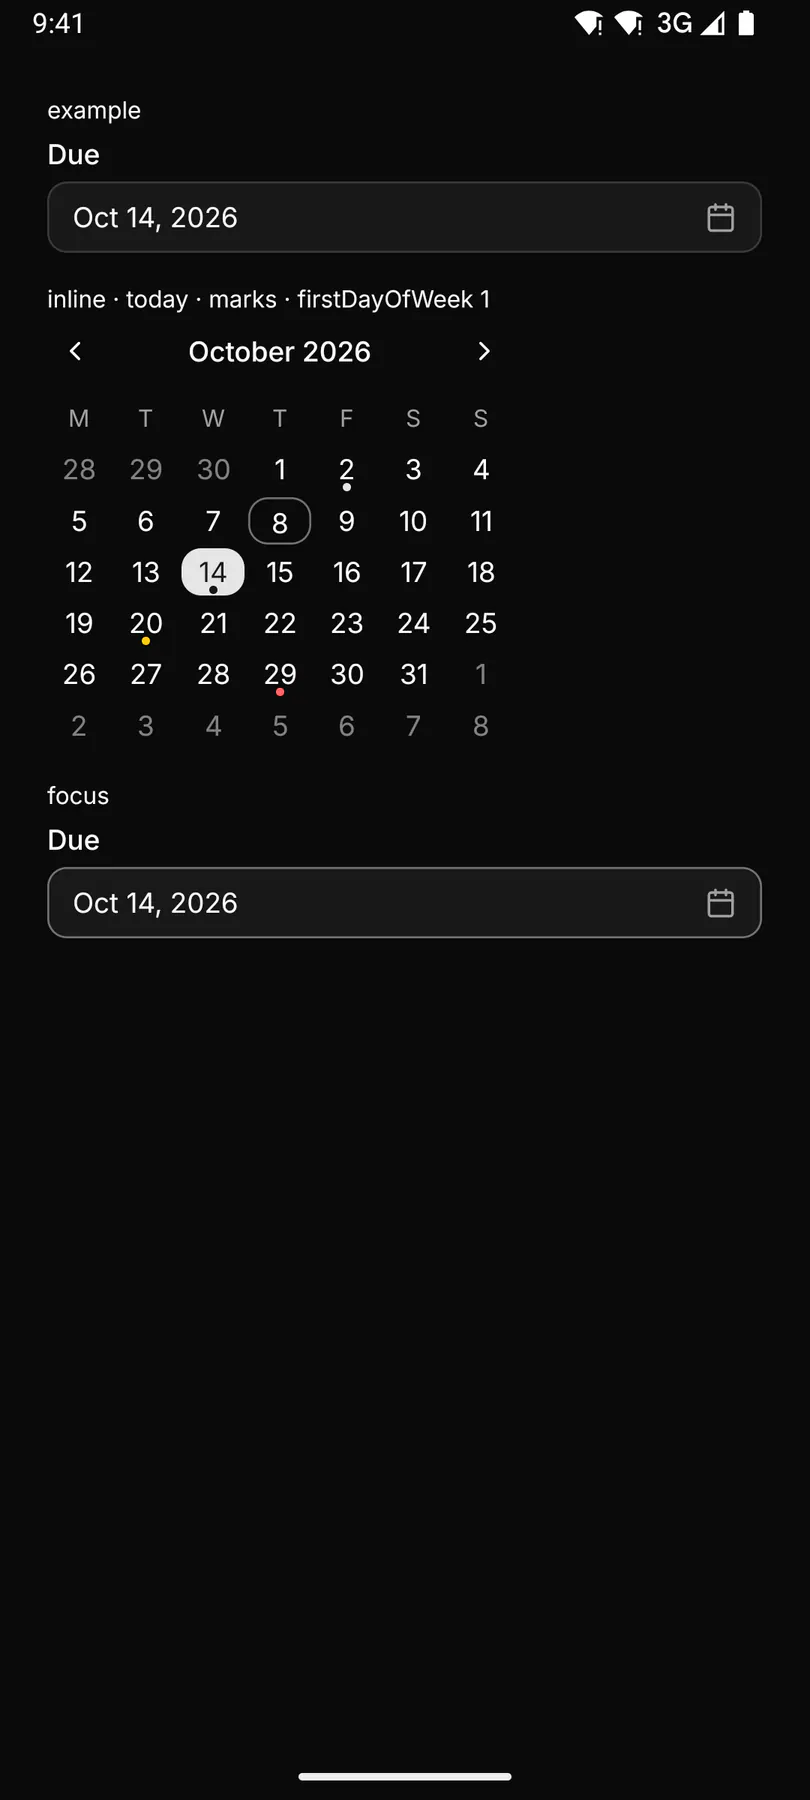 9:41 3G
example
Due
Oct 14, 2026
inline · today · marks · firstDayOfWeek 1
October 2026
M T W T F S S
28 29 30 1 2 3 4
5 6 7 8 9 10 11
12 13 14 15 16 17 18
19 20 21 22 23 24 25
26 27 28 29 30 31 1
2 3 4 5 6 7 8
focus
Due
Oct 14, 2026